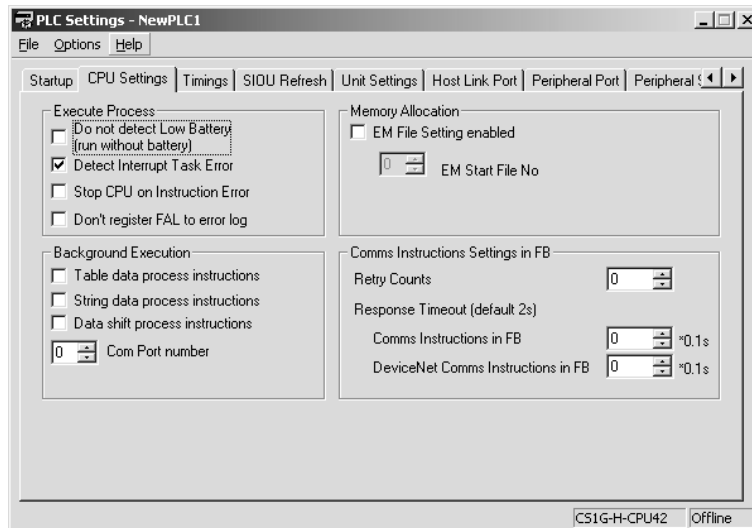 PLC Settings - NewPLC1
File Options Help
Startup CPU Settings Timings SIOU Refresh Unit Settings Host Link Port Peripheral Port Peripheral
Execute Process
Do not detect Low Battery
(run without battery)
Detect Interrupt Task Error
Stop CPU on Instruction Error
Don't register FAL to error log
Memory Allocation
EM File Setting enabled
0 EM Start File No
Background Execution
Table data process instructions
String data process instructions
Data shift process instructions
0 Com Port number
Comms Instructions Settings in FB
Retry Counts 0
Response Timeout (default 2s)
Comms Instructions in FB 0 *0.1s
DeviceNet Comms Instructions in FB 0 *0.1s
CS1G-H-CPU42 Offline